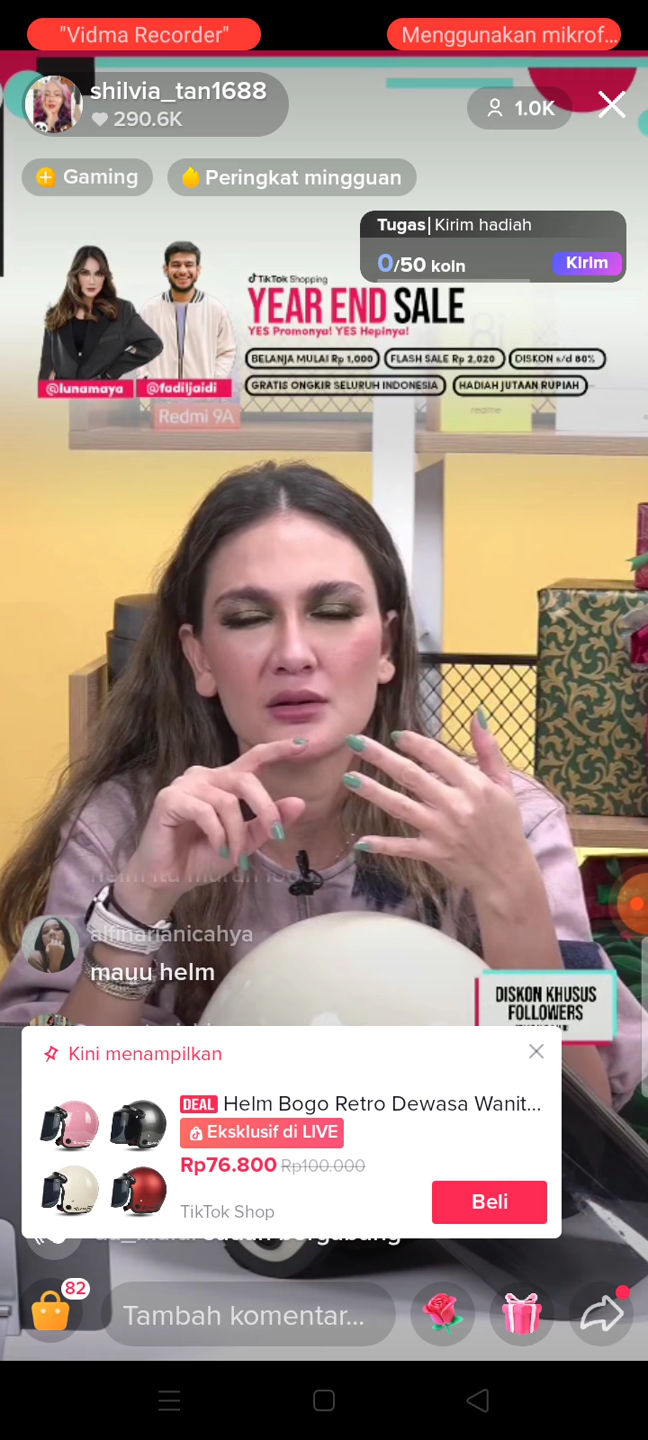 "Vidma Recorder"
Menggunakan mikrof...
shilvia_tan1688
290.6K
1.0K
Gaming
Peringkat mingguan
Tugas| Kirim hadiah
0/50 koin
Kirim
TikTok Shopping
YEAR END SALE
YES Promonya! YES Hepinya!
BELANJA MULAI Rp 1,000
FLASH SALE Rp 2,020
DISKON s/d 80%
GRATIS ONGKIR SELURUH INDONESIA
HADIAH JUTAAN RUPIAH
@lunamaya
@fadiljaidi
Redmi 9A
realme
alfinarianicahya
mauu helm
DISKON KHUSUS
FOLLOWERS
Kini menampilkan
DEAL Helm Bogo Retro Dewasa Wanit...
Eksklusif di LIVE
Rp76.800 Rp100.000
TikTok Shop
Beli
82
Tambah komentar...